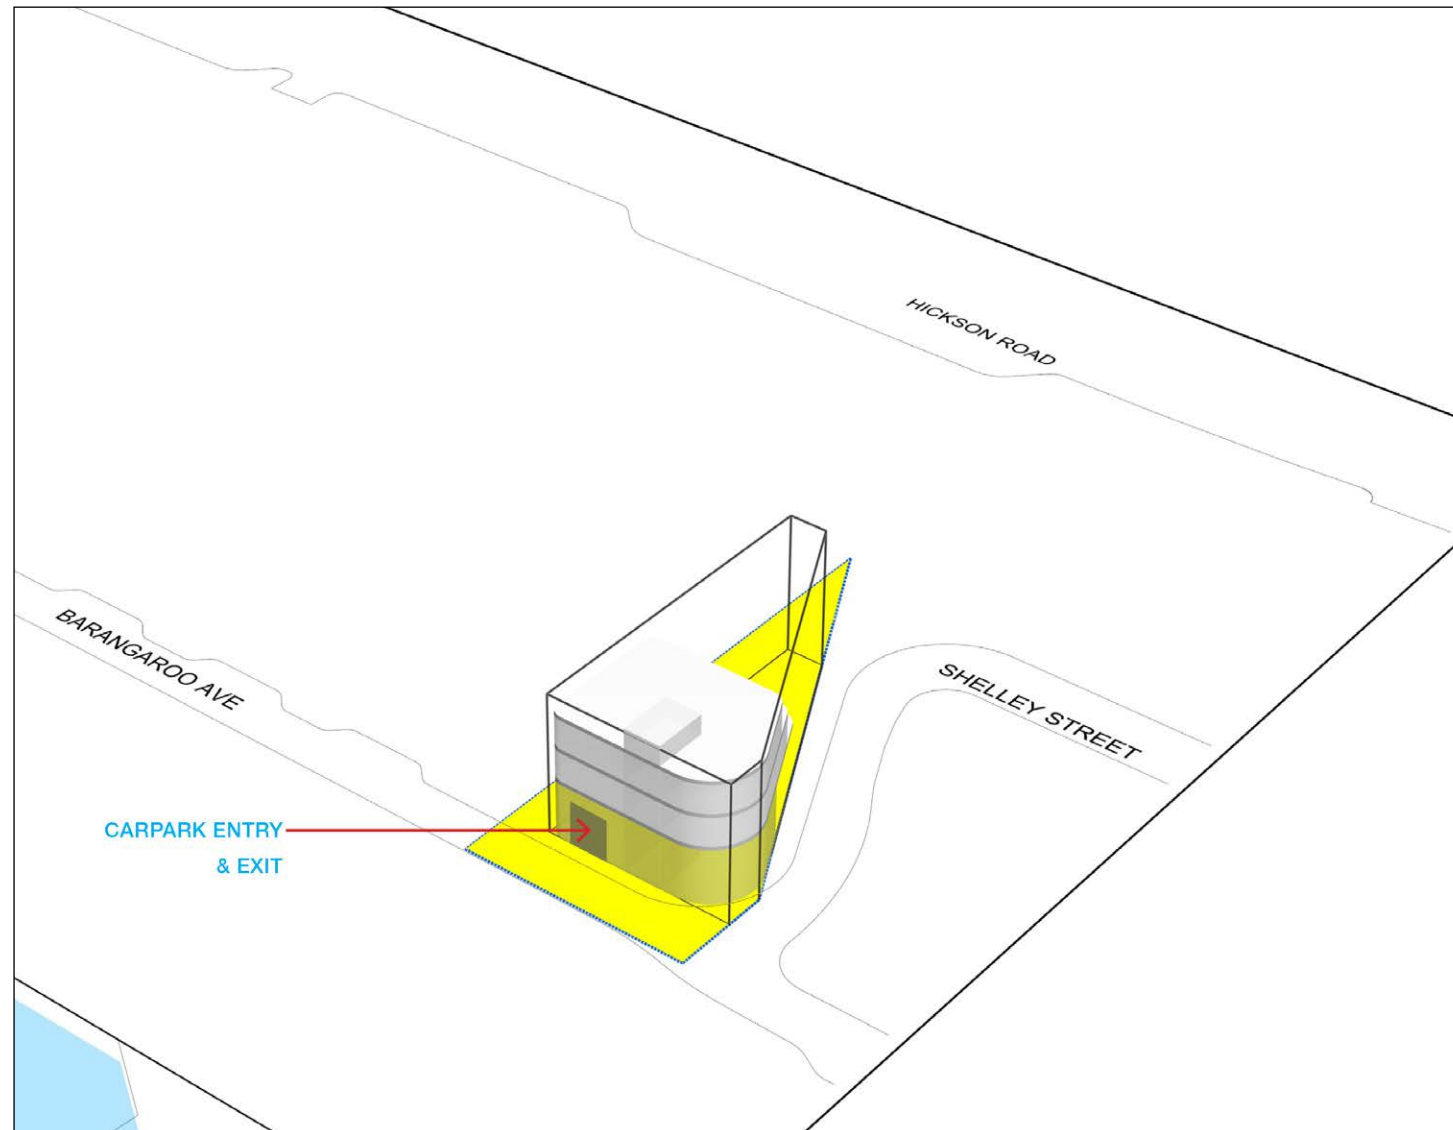 HICKSON ROAD
BARANGAROO AVE
SHELLEY STREET
CARPARK ENTRY
& EXIT